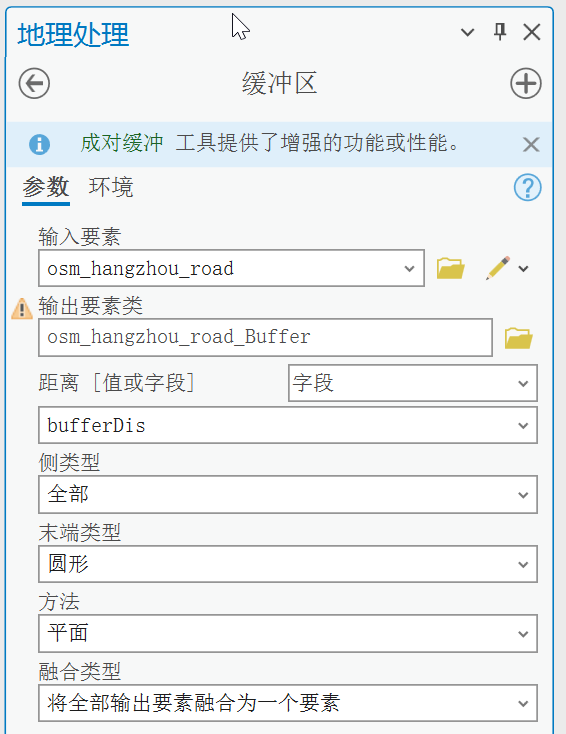 地理处理
缓冲区
成对缓冲 工具提供了增强的功能或性能。
参数 环境
输入要素
osm_hangzhou_road
输出要素类
osm_hangzhou_road_Buffer
距离 [值或字段] 字段
bufferDis
侧类型
全部
末端类型
圆形
方法
平面
融合类型
将全部输出要素融合为一个要素